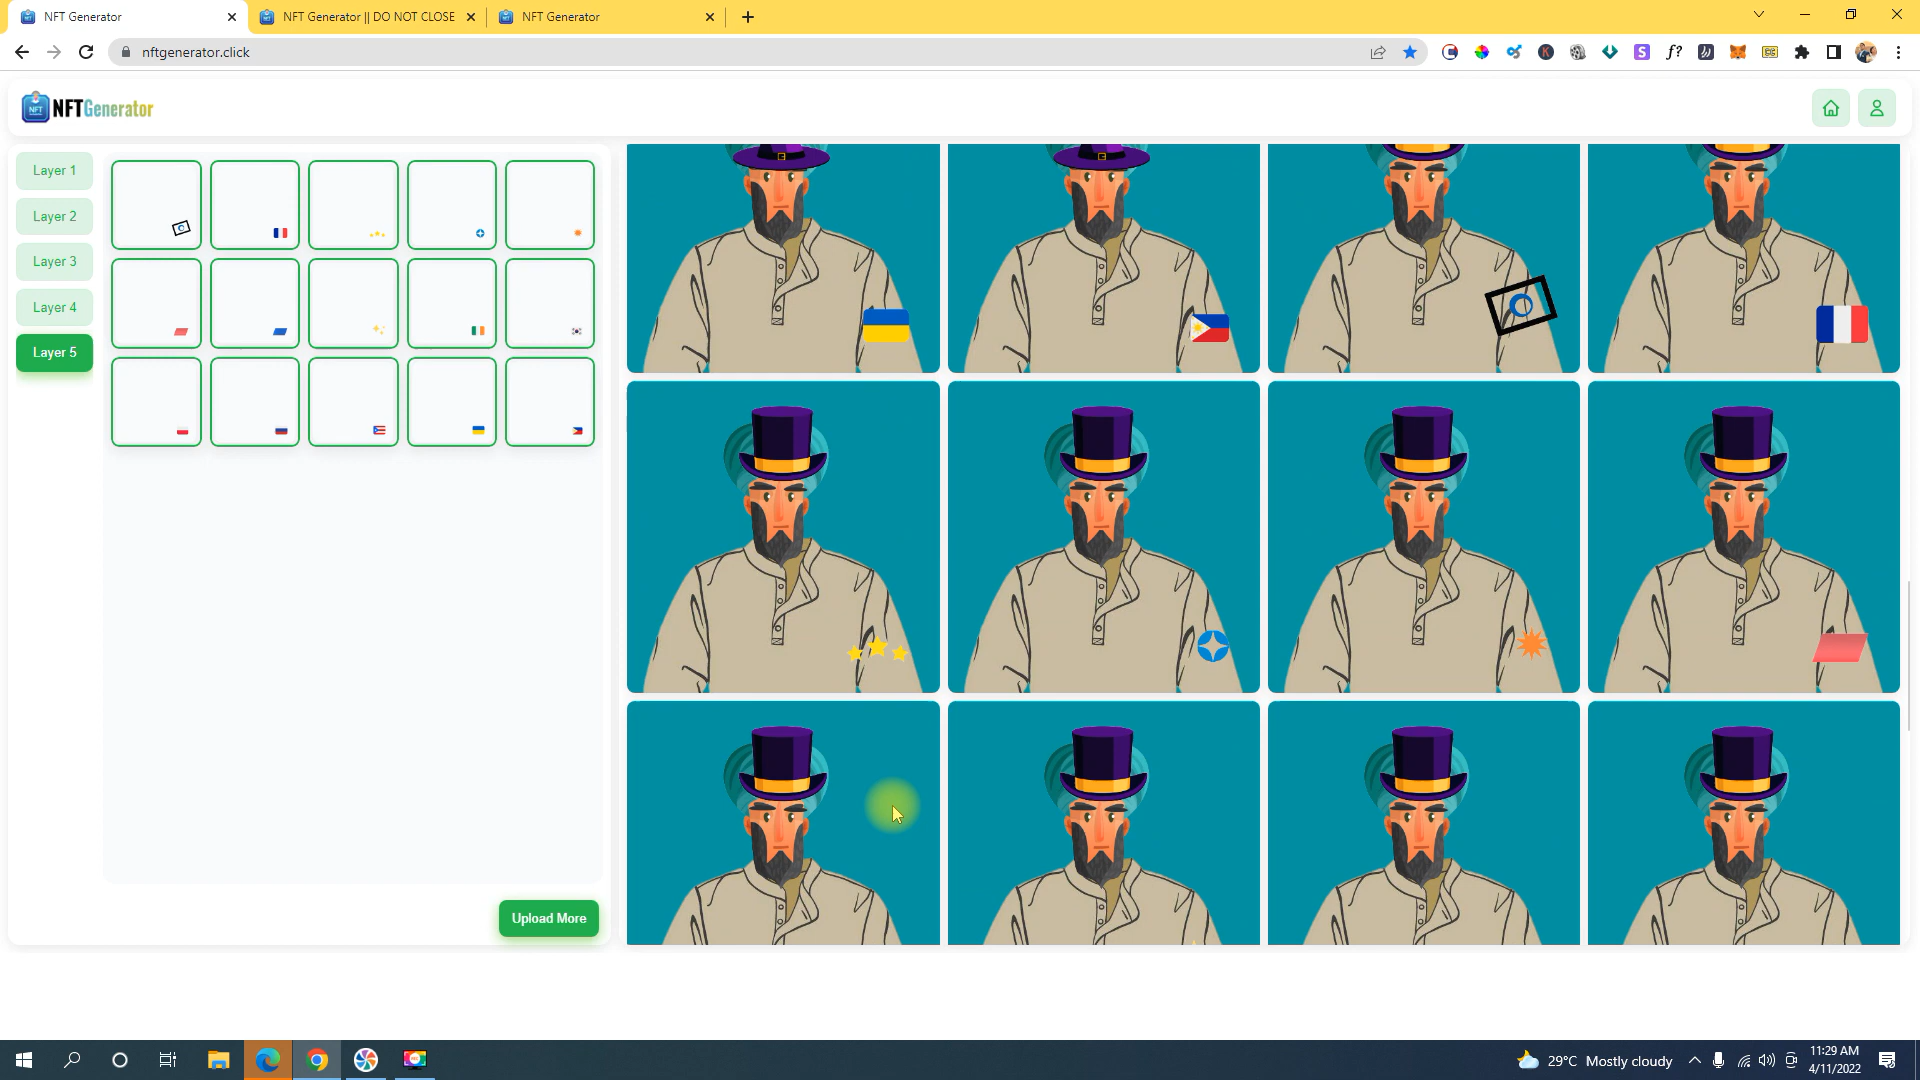 NFT Generator
NFT Generator || DO NOT CLOSE
NFT Generator
nftgenerator.click
NFT NFTGenerator
Layer 1
Layer 2
Layer 3
Layer 4
Layer 5
Upload More
29°C Mostly cloudy
11:29 AM
4/11/2022